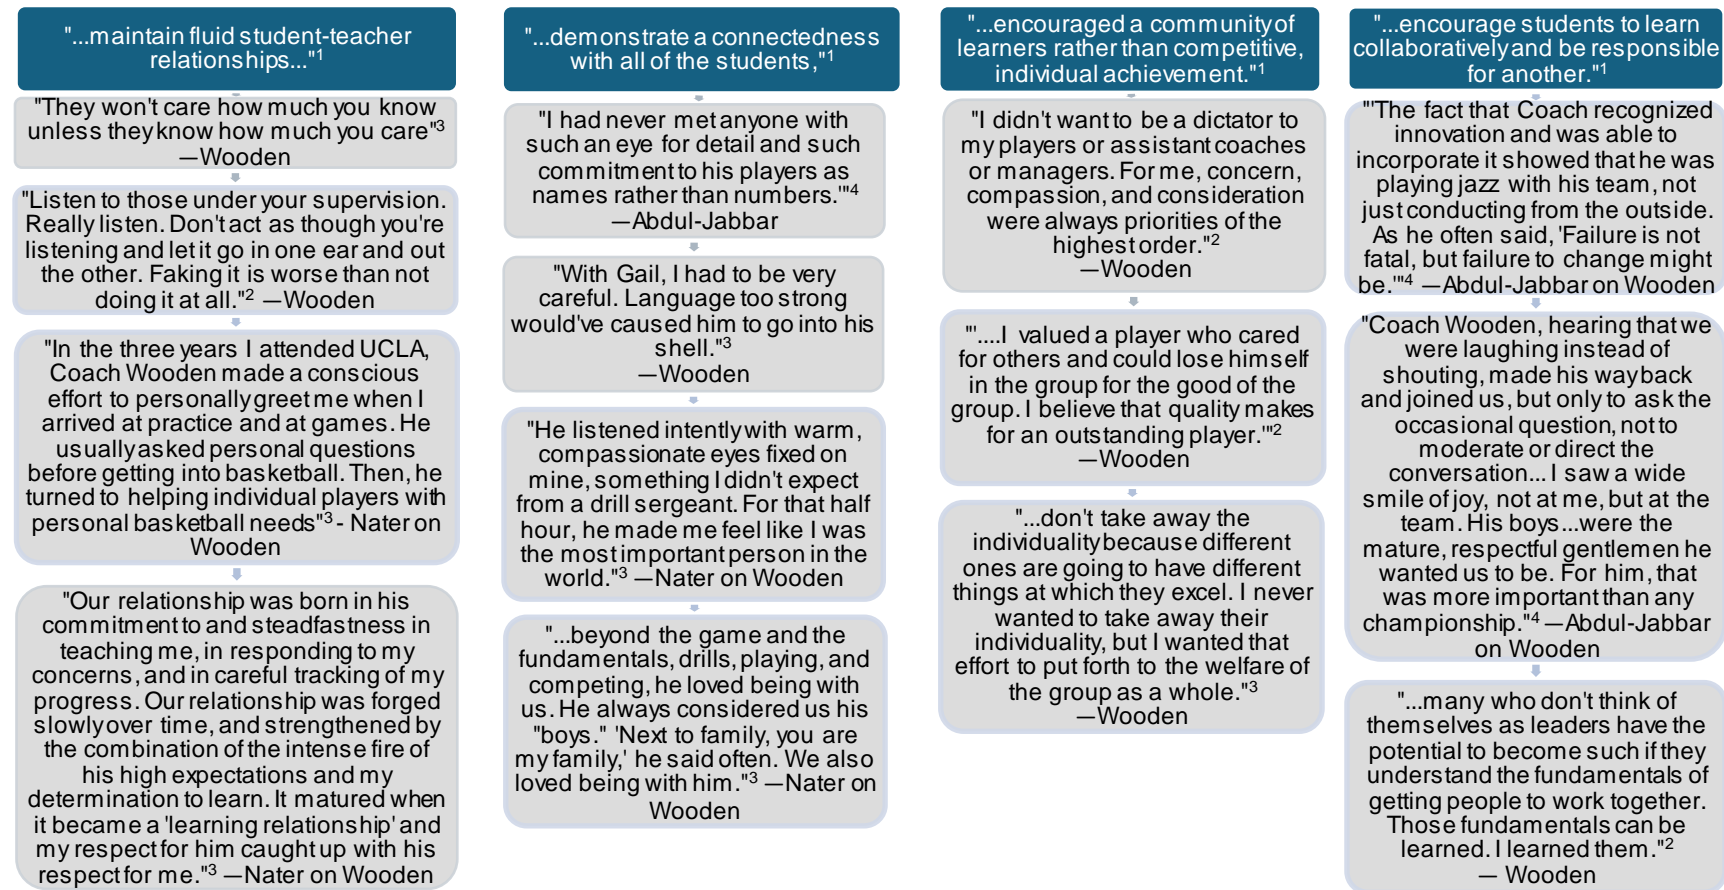 "...maintain fluid student-teacher
relationships..."1
"They won't care how much you know
unless they know how much you care"3
—Wooden
"Listen to those under your supervision.
Really listen. Don't act as though you're
listening and let it go in one ear and out
the other. Faking it is worse than not
doing it at all."2 —Wooden
"In the three years I attended UCLA,
Coach Wooden made a conscious
effort to personally greet me when I
arrived at practice and at games. He
usually asked personal questions
before getting into basketball. Then, he
turned to helping individual players with
personal basketball needs"3 - Nater on
Wooden
"Our relationship was born in his
commitment to and steadfastness in
teaching me, in responding to my
concerns, and in careful tracking of my
progress. Our relationship was forged
slowly over time, and strengthened by
the combination of the intense fire of
his high expectations and my
determination to learn. It matured when
it became a 'learning relationship' and
my respect for him caught up with his
respect for me."3 —Nater on Wooden
"...demonstrate a connectedness
with all of the students,"1
"I had never met anyone with
such an eye for detail and such
commitment to his players as
names rather than numbers.'"4
—Abdul-Jabbar
"With Gail, I had to be very
careful. Language too strong
would've caused him to go into his
shell."3
—Wooden
"He listened intently with warm,
compassionate eyes fixed on
mine, something I didn't expect
from a drill sergeant. For that half
hour, he made me feel like I was
the most important person in the
world."3 —Nater on Wooden
"...beyond the game and the
fundamentals, drills, playing, and
competing, he loved being with
us. He always considered us his
"boys." 'Next to family, you are
my family,' he said often. We also
loved being with him."3 —Nater on
Wooden
"...encouraged a community of
learners rather than competitive,
individual achievement."1
"I didn't want to be a dictator to
my players or assistant coaches
or managers. For me, concern,
compassion, and consideration
were always priorities of the
highest order."2
—Wooden
"'....I valued a player who cared
for others and could lose himself
in the group for the good of the
group. I believe that quality makes
for an outstanding player.'"2
—Wooden
"...don't take away the
individuality because different
ones are going to have different
things at which they excel. I never
wanted to take away their
individuality, but I wanted that
effort to put forth to the welfare of
the group as a whole."3
—Wooden
"...encourage students to learn
collaboratively and be responsible
for another."1
"'The fact that Coach recognized
innovation and was able to
incorporate it showed that he was
playing jazz with his team, not
just conducting from the outside.
As he often said, 'Failure is not
fatal, but failure to change might
be.'"4 —Abdul-Jabbar on Wooden
"Coach Wooden, hearing that we
were laughing instead of
shouting, made his way back
and joined us, but only to ask the
occasional question, not to
moderate or direct the
conversation... I saw a wide
smile of joy, not at me, but at the
team. His boys...were the
mature, respectful gentlemen he
wanted us to be. For him, that
was more important than any
championship."4 —Abdul-Jabbar
on Wooden
"...many who don't think of
themselves as leaders have the
potential to become such if they
understand the fundamentals of
getting people to work together.
Those fundamentals can be
learned. I learned them."2
— Wooden